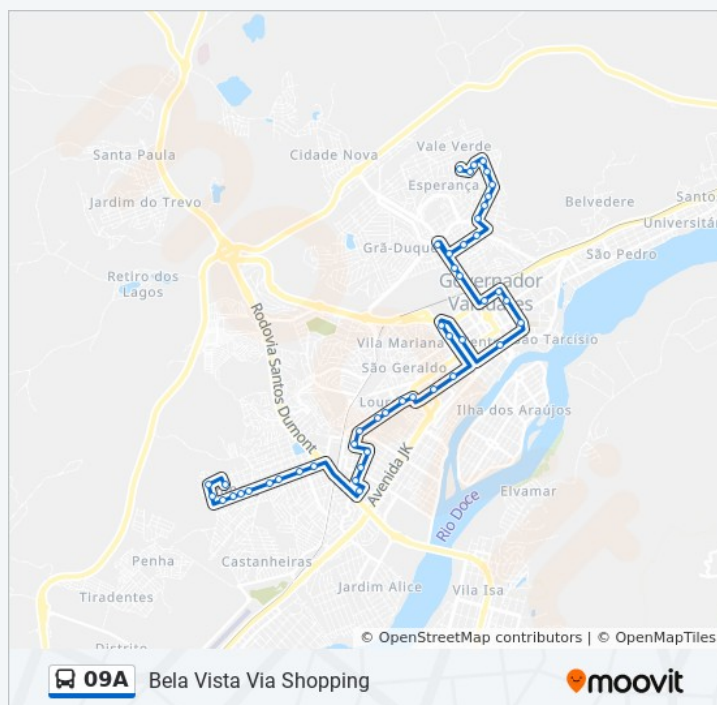 Santa Paula
Cidade Nova
Vale Verde
Esperança
Jardim do Trevo
Belvedere
Santo
Universitár
Grã-Duque
São Pedro
Retiro dos
Lagos
Governador
Valadares
Rodovia Santos Dumont
Vila Mariana
Centro
São Tarcísio
São Geraldo
Lour
Ilha dos Araújos
Avenida JK
Elvamar
Rio Doce
Penha
Castanheiras
Tiradentes
Jardim Alice
Vila Isa
Distrito
© OpenStreetMap contributors | © OpenMapTiles
09A Bela Vista Via Shopping
moovit